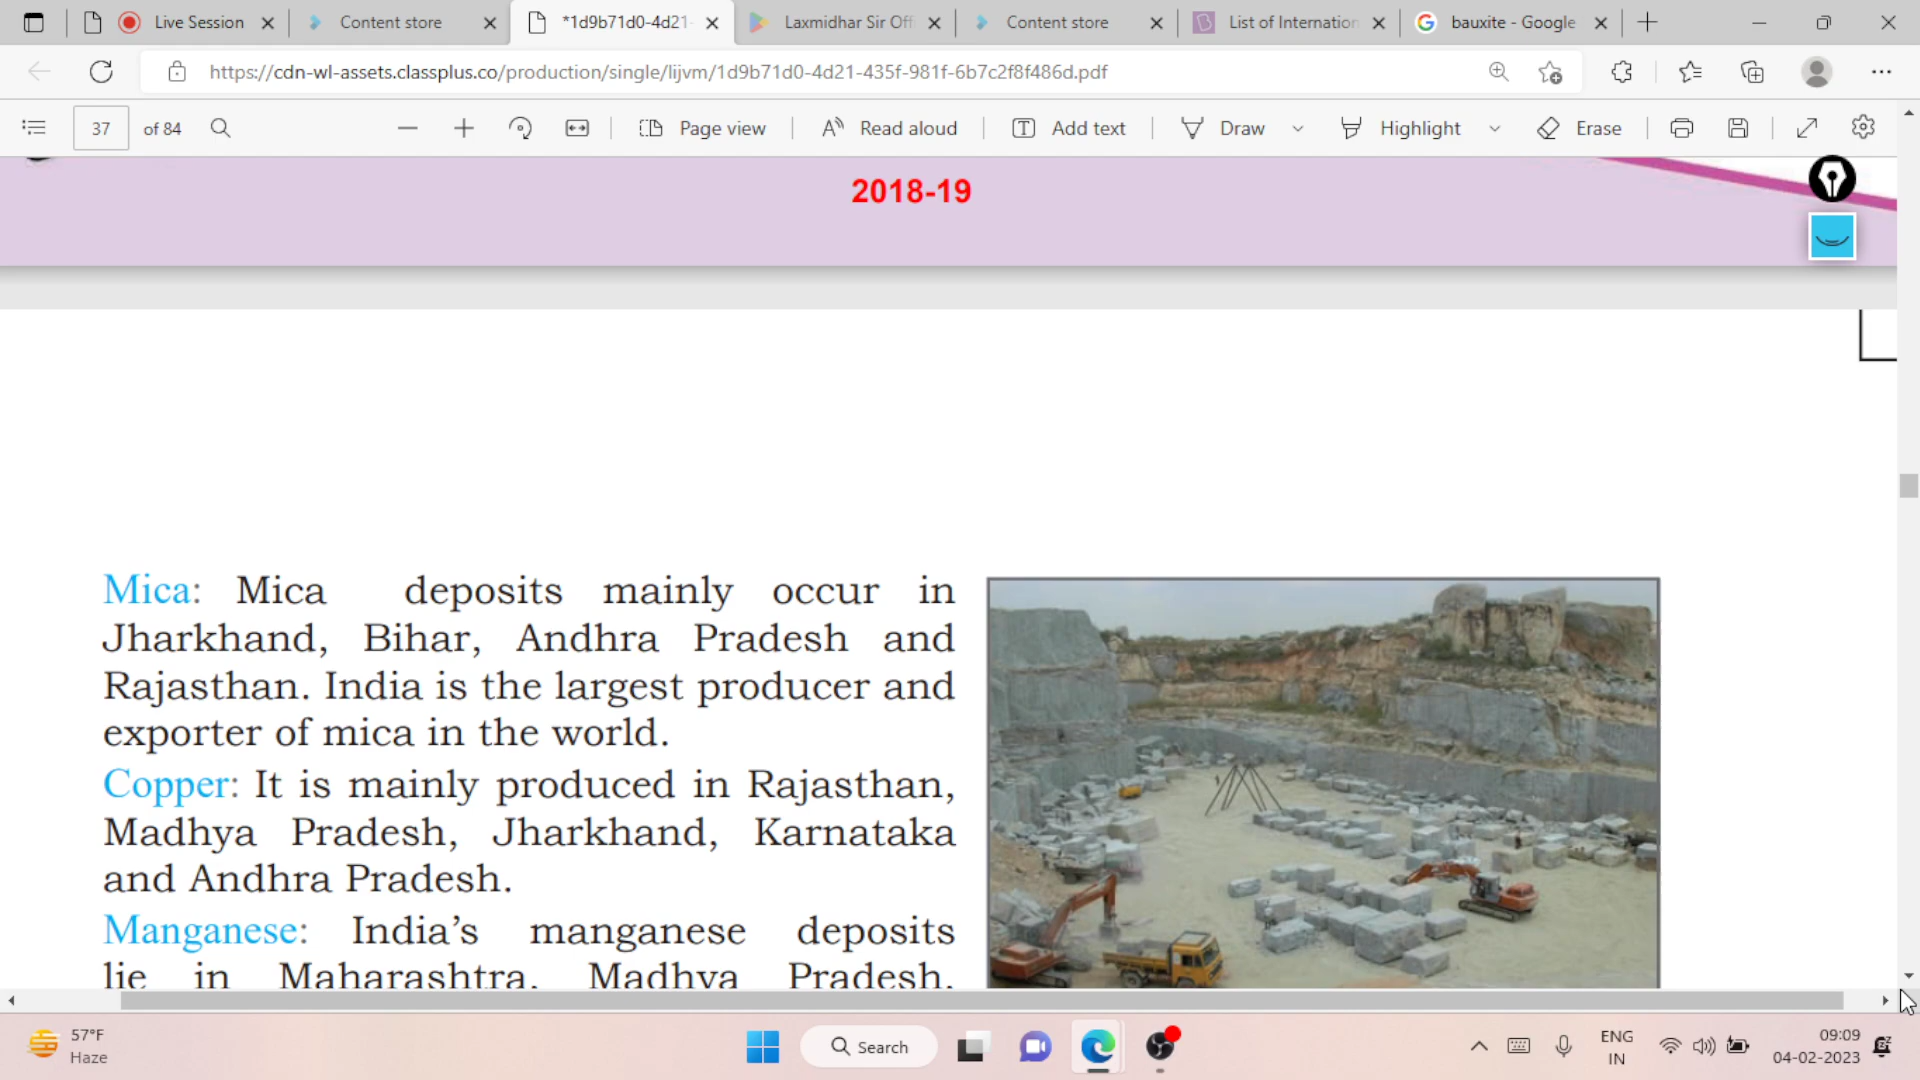 Live Session
Content store
*1d9b71d0-4d21-
Laxmidhar Sir Off
Content store
List of Internation
bauxite - Google
https://cdn-wl-assets.classplus.co/production/single/lijvm/1d9b71d0-4d21-435f-981f-6b7c2f8f486d.pdf
37 of 84
Page view
Read aloud
Add text
Draw
Highlight
Erase
2018-19
Mica: Mica deposits mainly occur in
Jharkhand, Bihar, Andhra Pradesh and
Rajasthan. India is the largest producer and
exporter of mica in the world.
Copper: It is mainly produced in Rajasthan,
Madhya Pradesh, Jharkhand, Karnataka
and Andhra Pradesh.
Manganese: India's manganese deposits
lie in Maharashtra, Madhya Pradesh,
57°F
Haze
Search
ENG
IN
09:09
04-02-2023